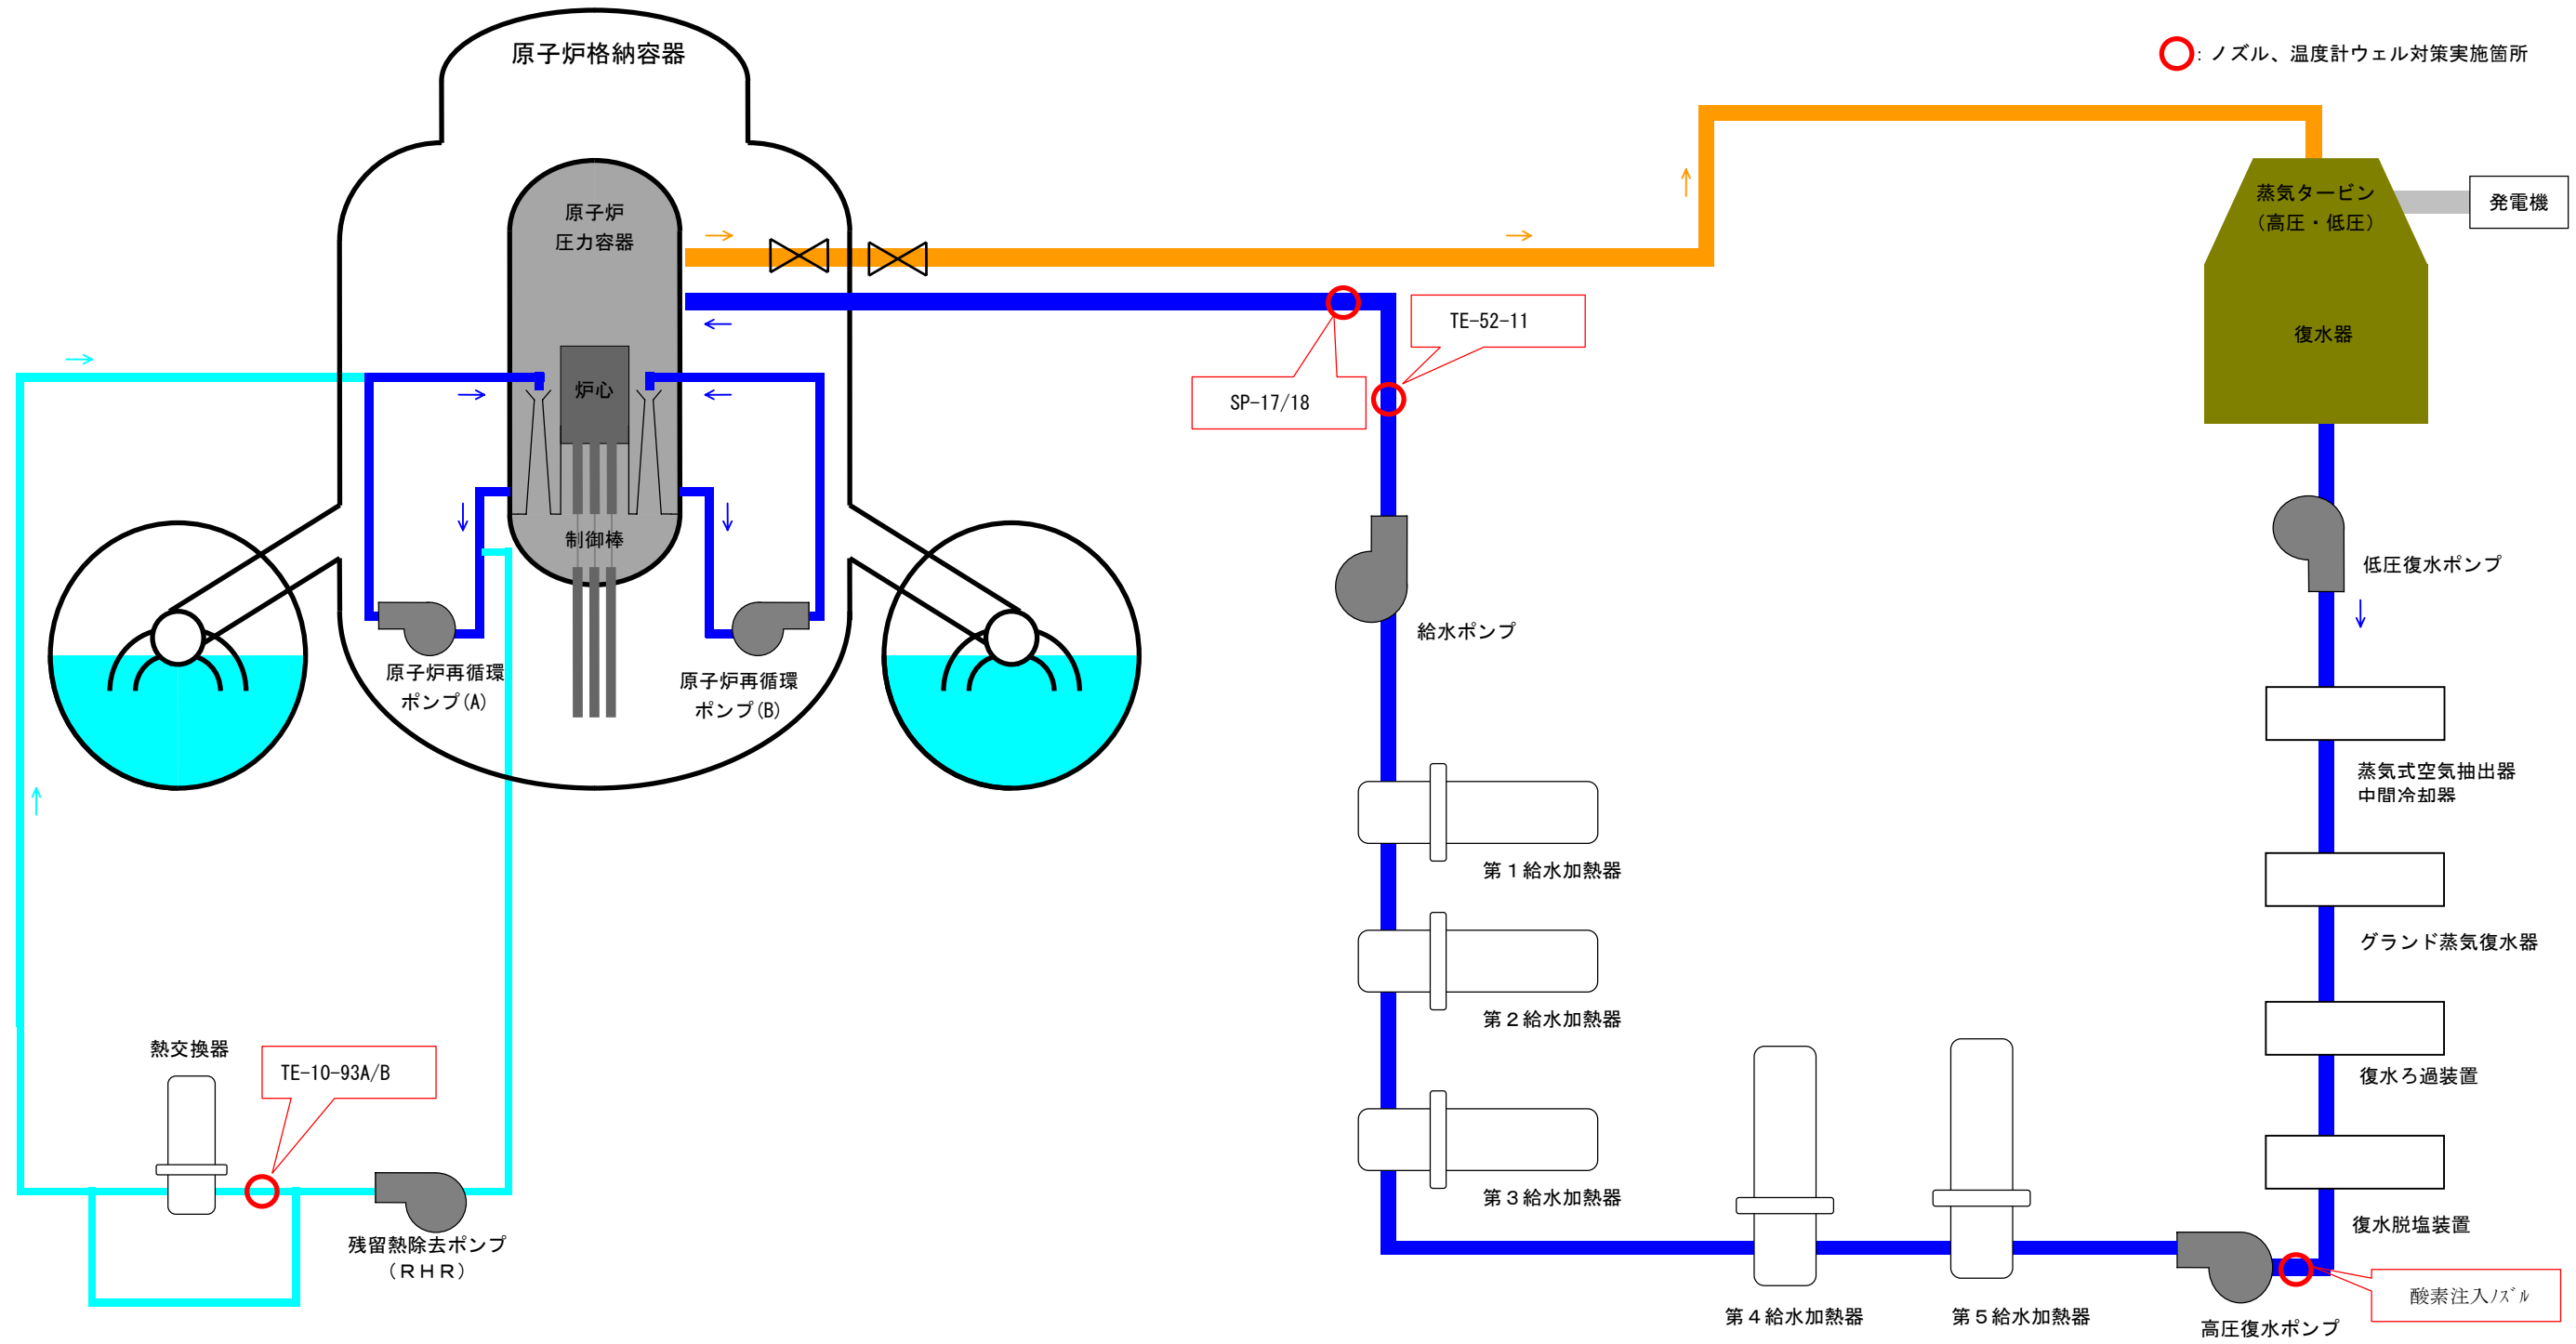 原子炉格納容器
: ノズル、温度計ウェル対策実施箇所
原子炉
圧力容器
蒸気タービン
(高圧・低圧)
発電機
TE-52-11
復水器
炉心
SP-17/18
制御棒
低圧復水ポンプ
給水ポンプ
原子炉再循環
ポンプ(A)
原子炉再循環
ポンプ(B)
蒸気式空気抽出器
中間冷却器
第1給水加熱器
グランド蒸気復水器
第2給水加熱器
熱交換器
TE-10-93A/B
復水ろ過装置
第3給水加熱器
復水脱塩装置
残留熱除去ポンプ
(RHR)
酸素注入ﾉｽﾞﾙ
第4給水加熱器
第5給水加熱器
高圧復水ポンプ